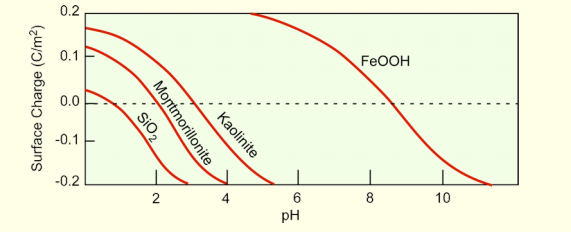 0.2
0.1
0.0
-0.1
-0.2
Surface Charge (C/m²)
FeOOH
Kaolinite
Montmorillonite
SiO₂
2 4 6 8 10
pH